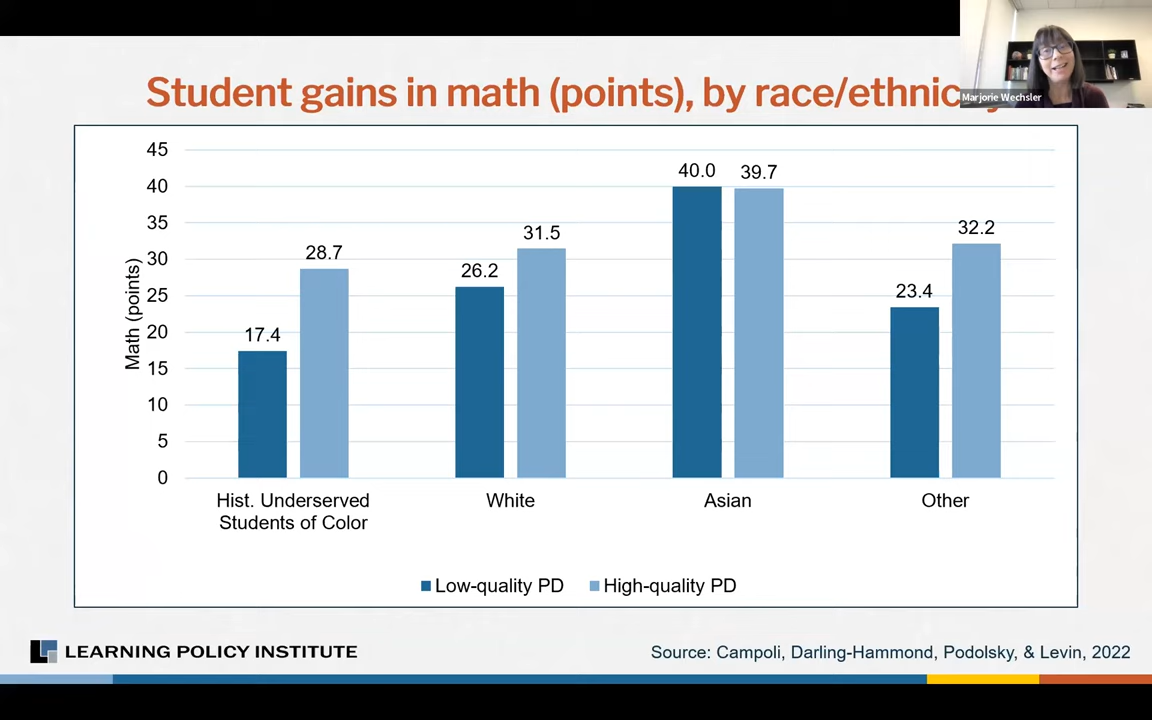 Student gains in math (points), by race/ethnic
Marjorie Wechsler
Math (points)
45
40
35
30
25
20
15
10
5
0
17.4
28.7
26.2
31.5
40.0
39.7
23.4
32.2
Hist. Underserved
Students of Color
White
Asian
Other
Low-quality PD
High-quality PD
LEARNING POLICY INSTITUTE
Source: Campoli, Darling-Hammond, Podolsky, & Levin, 2022